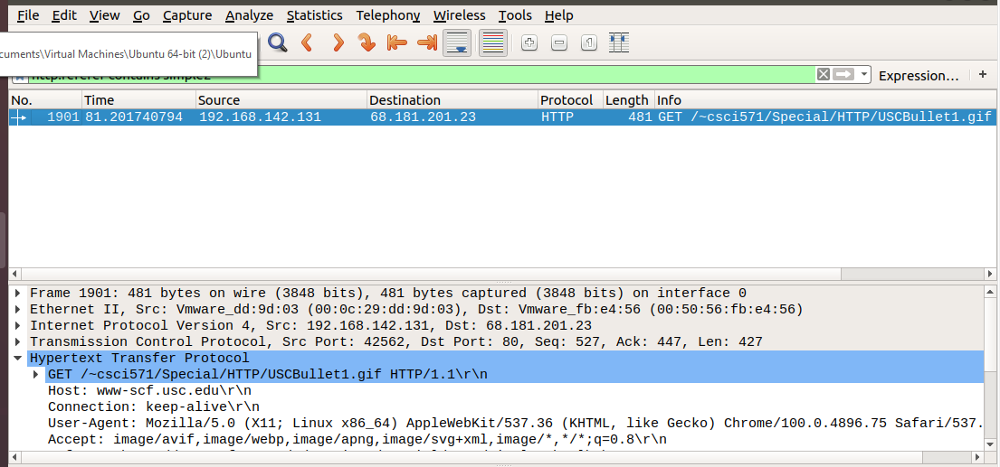 File Edit View Go Capture Analyze Statistics Telephony Wireless Tools Help
cuments\Virtual Machines\Ubuntu 64-bit (2)\Ubuntu
http.referer contains simple2 Expression… +
No. Time Source Destination Protocol Length Info
1901 81.201740794 192.168.142.131 68.181.201.23 HTTP 481 GET /~csci571/Special/HTTP/USCBullet1.gif
Frame 1901: 481 bytes on wire (3848 bits), 481 bytes captured (3848 bits) on interface 0
Ethernet II, Src: Vmware_dd:9d:03 (00:0c:29:dd:9d:03), Dst: Vmware_fb:e4:56 (00:50:56:fb:e4:56)
Internet Protocol Version 4, Src: 192.168.142.131, Dst: 68.181.201.23
Transmission Control Protocol, Src Port: 42562, Dst Port: 80, Seq: 527, Ack: 447, Len: 427
Hypertext Transfer Protocol
GET /~csci571/Special/HTTP/USCBullet1.gif HTTP/1.1\r\n
Host: www-scf.usc.edu\r\n
Connection: keep-alive\r\n
User-Agent: Mozilla/5.0 (X11; Linux x86_64) AppleWebKit/537.36 (KHTML, like Gecko) Chrome/100.0.4896.75 Safari/537.
Accept: image/avif,image/webp,image/apng,image/svg+xml,image/*,*/*;q=0.8\r\n